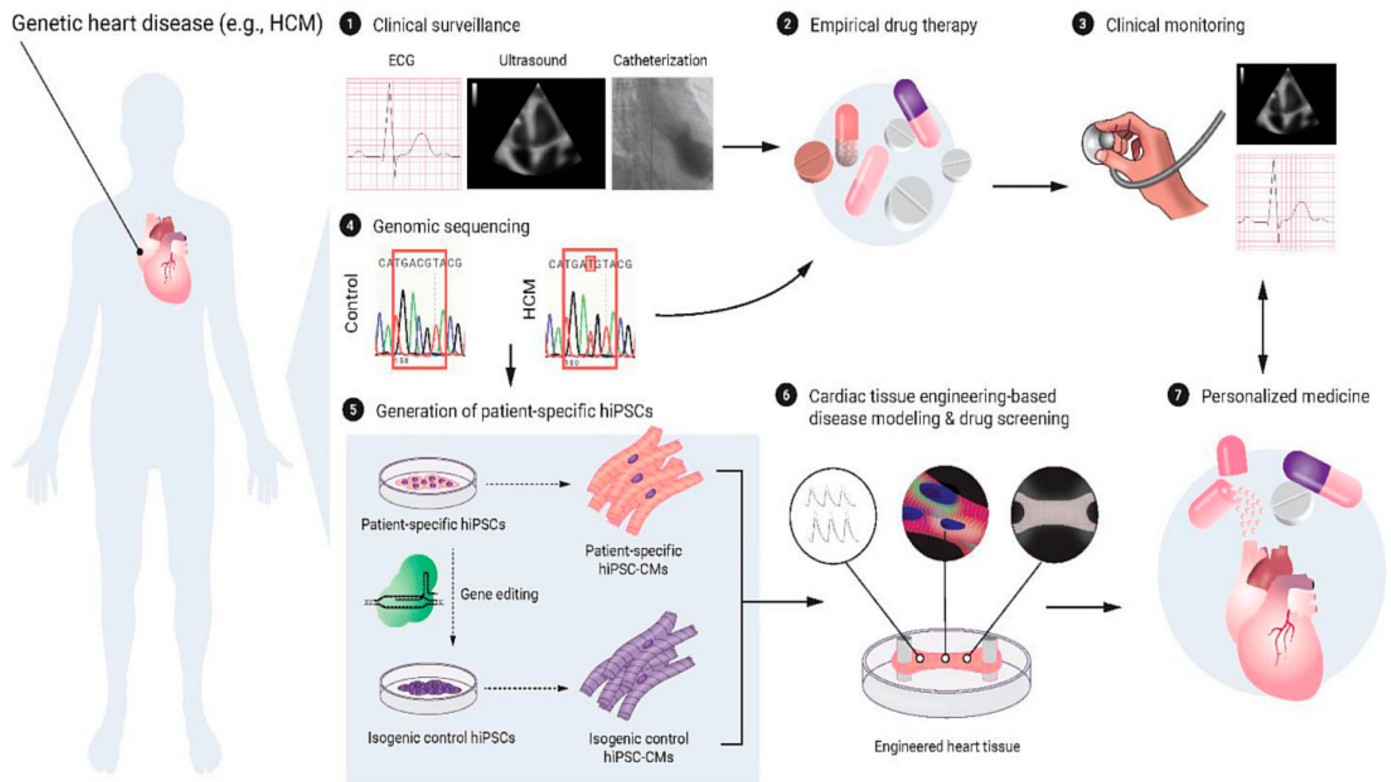 Genetic heart disease (e.g., HCM)
1 Clinical surveillance
ECG
Ultrasound
Catheterization
2 Empirical drug therapy
3 Clinical monitoring
4 Genomic sequencing
Control
CATGACGTACG
158
HCM
CATGATGTACG
160
5 Generation of patient-specific hiPSCs
Patient-specific hiPSCs
Patient-specific
hiPSC-CMs
Gene editing
Isogenic control hiPSCs
Isogenic control
hiPSC-CMs
6 Cardiac tissue engineering-based
disease modeling & drug screening
Engineered heart tissue
7 Personalized medicine